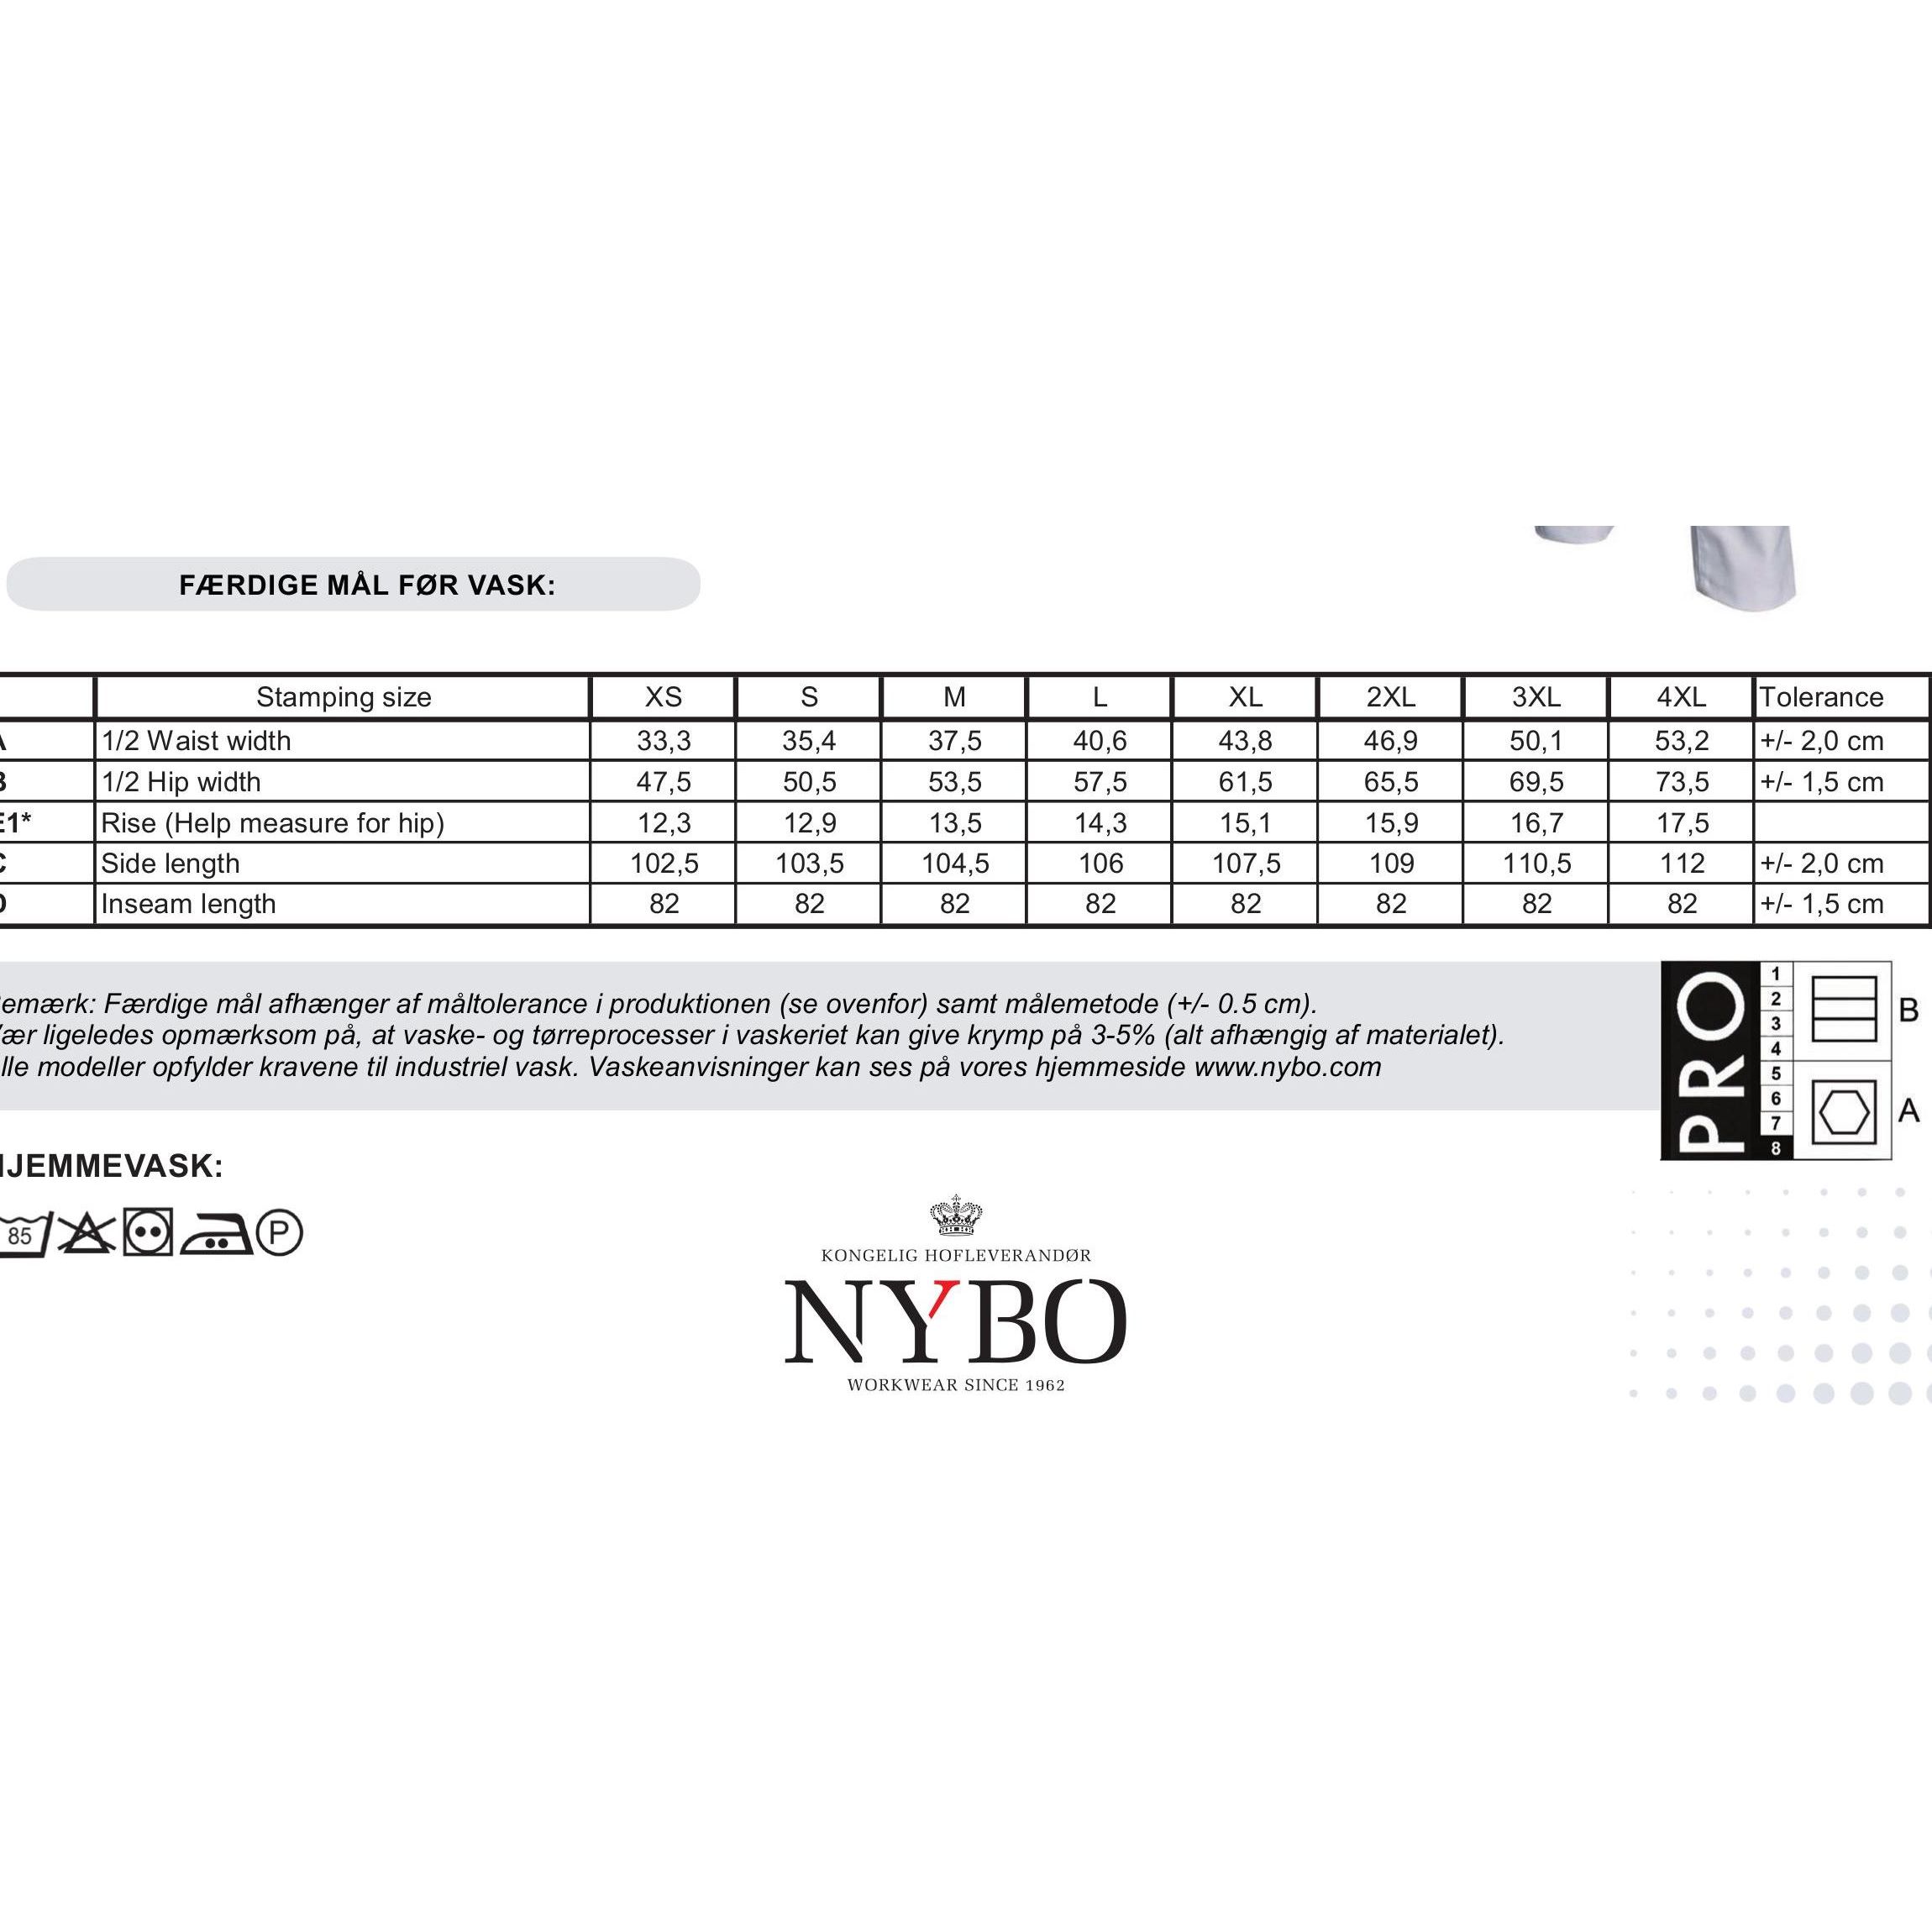 FÆRDIGE MÅL FØR VASK:
Stamping size XS S M L XL 2XL 3XL 4XL Tolerance
1/2 Waist width 33,3 35,4 37,5 40,6 43,8 46,9 50,1 53,2 +/- 2,0 cm
1/2 Hip width 47,5 50,5 53,5 57,5 61,5 65,5 69,5 73,5 +/- 1,5 cm
E1* Rise (Help measure for hip) 12,3 12,9 13,5 14,3 15,1 15,9 16,7 17,5
Side length 102,5 103,5 104,5 106 107,5 109 110,5 112 +/- 2,0 cm
Inseam length 82 82 82 82 82 82 82 82 +/- 1,5 cm
emærk: Færdige mål afhænger af måltolerance i produktionen (se ovenfor) samt målemetode (+/- 0.5 cm).
ær ligeledes opmærksom på, at vaske- og tørreprocesser i vaskeriet kan give krymp på 3-5% (alt afhængig af materialet).
lle modeller opfylder kravene til industriel vask. Vaskeanvisninger kan ses på vores hjemmeside www.nybo.com
PRO
1
2
3
4
5
6
7
8
B
A
HJEMMEVASK:
85 P
KONGELIG HOFLEVERANDØR
NYBO
WORKWEAR SINCE 1962